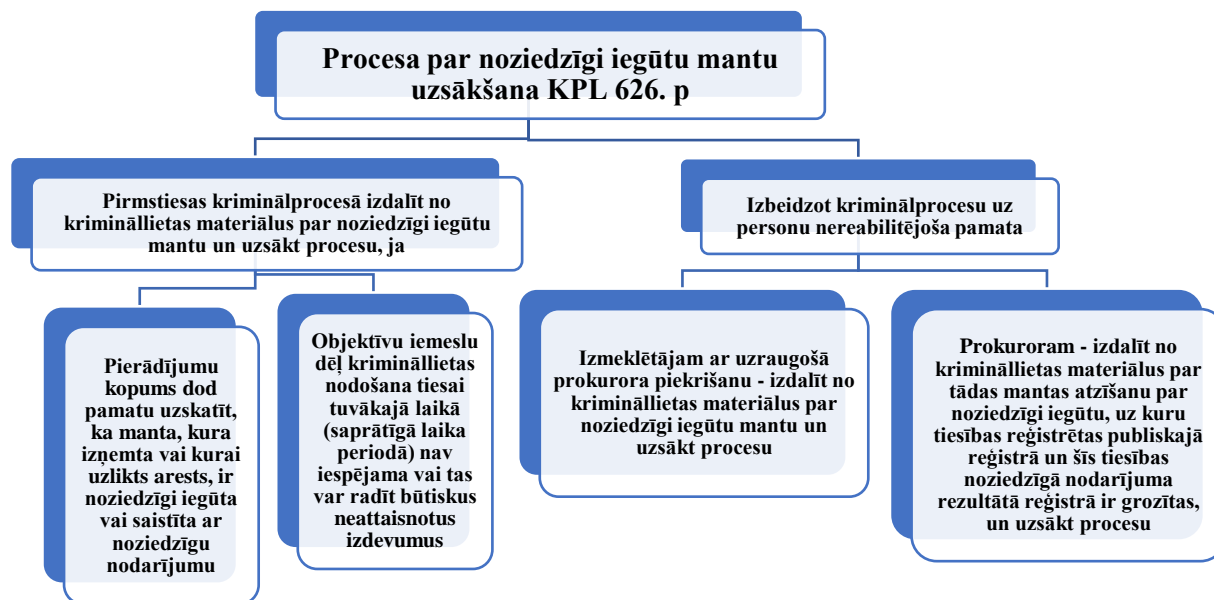 Procesa par noziedzīgi iegūtu mantu
uzsākšana KPL 626. p
Pirmstiesas kriminālprocesā izdalīt no
krimināllietas materiālus par noziedzīgi iegūtu
mantu un uzsākt procesu, ja
Izbeidzot kriminālprocesu uz
personu nereabilitējoša pamata
Pierādījumu
kopums dod
pamatu uzskatīt,
ka manta, kura
izņemta vai kurai
uzlikts arests, ir
noziedzīgi iegūta
vai saistīta ar
noziedzīgu
nodarījumu
Objektīvu iemeslu
dēļ krimināllietas
nodošana tiesai
tuvākajā laikā
(saprātīgā laika
periodā) nav
iespējama vai tas
var radīt būtiskus
neattaisnotus
izdevumus
Izmeklētājam ar uzraugošā
prokurora piekrišanu - izdalīt no
krimināllietas materiālus par
noziedzīgi iegūtu mantu un
uzsākt procesu
Prokuroram - izdalīt no
krimināllietas materiālus par
tādas mantas atzīšanu par
noziedzīgi iegūtu, uz kuru
tiesības reģistrētas publiskajā
reģistrā un šīs tiesības
noziedzīgā nodarījuma
rezultātā reģistrā ir grozītas,
un uzsākt procesu